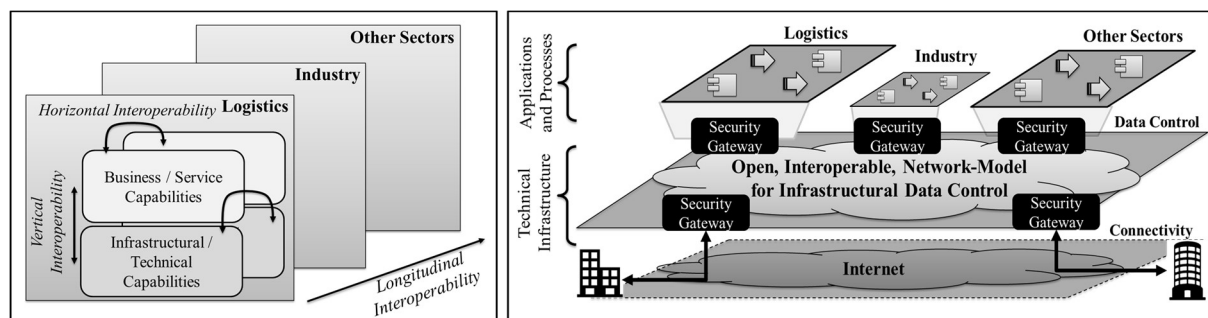 Other Sectors
Industry
Logistics
Horizontal Interoperability
Business / Service
Capabilities
Vertical
Interoperability
Infrastructural /
Technical
Capabilities
Longitudinal
Interoperability
Applications
and Processes
Logistics
Industry
Other Sectors
Security
Gateway
Security
Gateway
Security
Gateway
Data Control
Technical
Infrastructure
Open, Interoperable, Network-Model
for Infrastructural Data Control
Security
Gateway
Security
Gateway
Connectivity
Internet